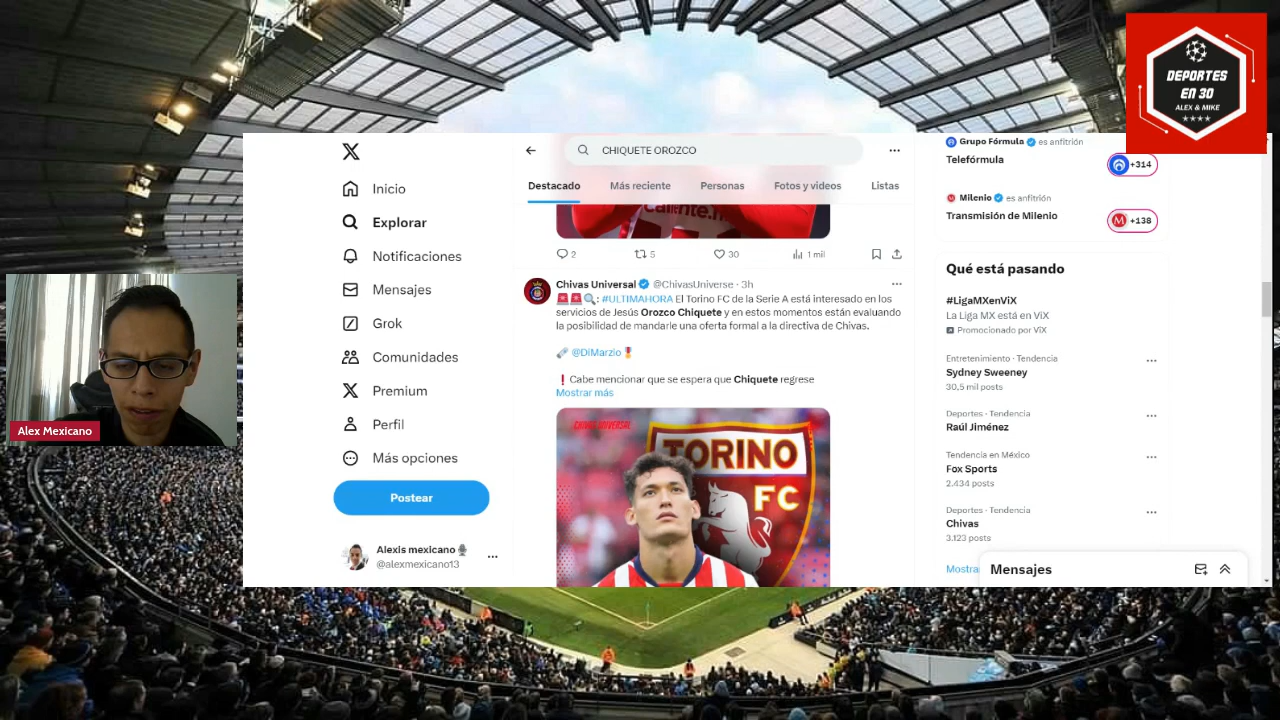 DEPORTES
EN 30
ALEX & MIKE
CHIQUETE OROZCO
Destacado
Más reciente
Personas
Fotos y videos
Listas
Inicio
Explorar
Notificaciones
Mensajes
Grok
Comunidades
Premium
Perfil
Más opciones
Postear
Alexis mexicano
@alexmexicano13
Alex Mexicano
2
5
30
1 mil
Chivas Universal @ChivasUniverse · 3h
: #ULTIMAHORA El Torino FC de la Serie A está interesado en los
servicios de Jesús Orozco Chiquete y en estos momentos están evaluando
la posibilidad de mandarle una oferta formal a la directiva de Chivas.
@DiMarzio
Cabe mencionar que se espera que Chiquete regrese
Mostrar más
CHIVAS UNIVERSAL
TORINO
FC
Grupo Fórmula es anfitrión
Telefórmula
+314
Milenio es anfitrión
Transmisión de Milenio
+138
Qué está pasando
#LigaMXenViX
La Liga MX está en ViX
Promocionado por ViX
Entretenimiento · Tendencia
Sydney Sweeney
30,5 mil posts
Deportes · Tendencia
Raúl Jiménez
Tendencia en México
Fox Sports
2.434 posts
Deportes · Tendencia
Chivas
3.123 posts
Mostra
Mensajes